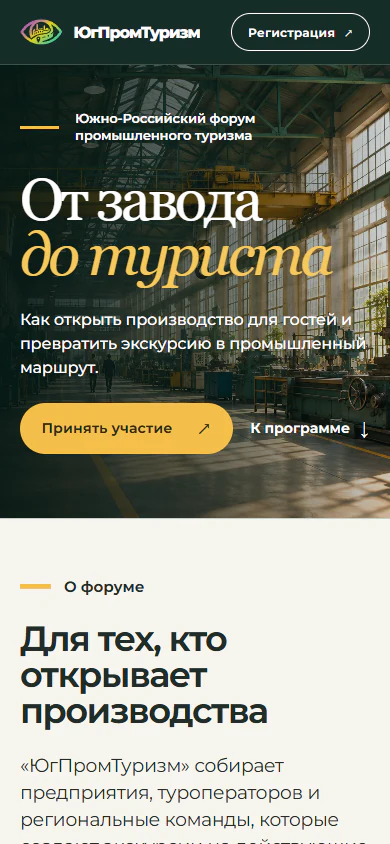 ЮгПромТуризм
Регистрация ↗
Южно-Российский форум
промышленного туризма
От завода
до туриста
Как открыть производство для гостей и
превратить экскурсию в промышленный
маршрут.
Принять участие ↗
К программе ↓
О форуме
Для тех, кто
открывает
производства
«ЮгПромТуризм» собирает
предприятия, туроператоров и
региональные команды, которые